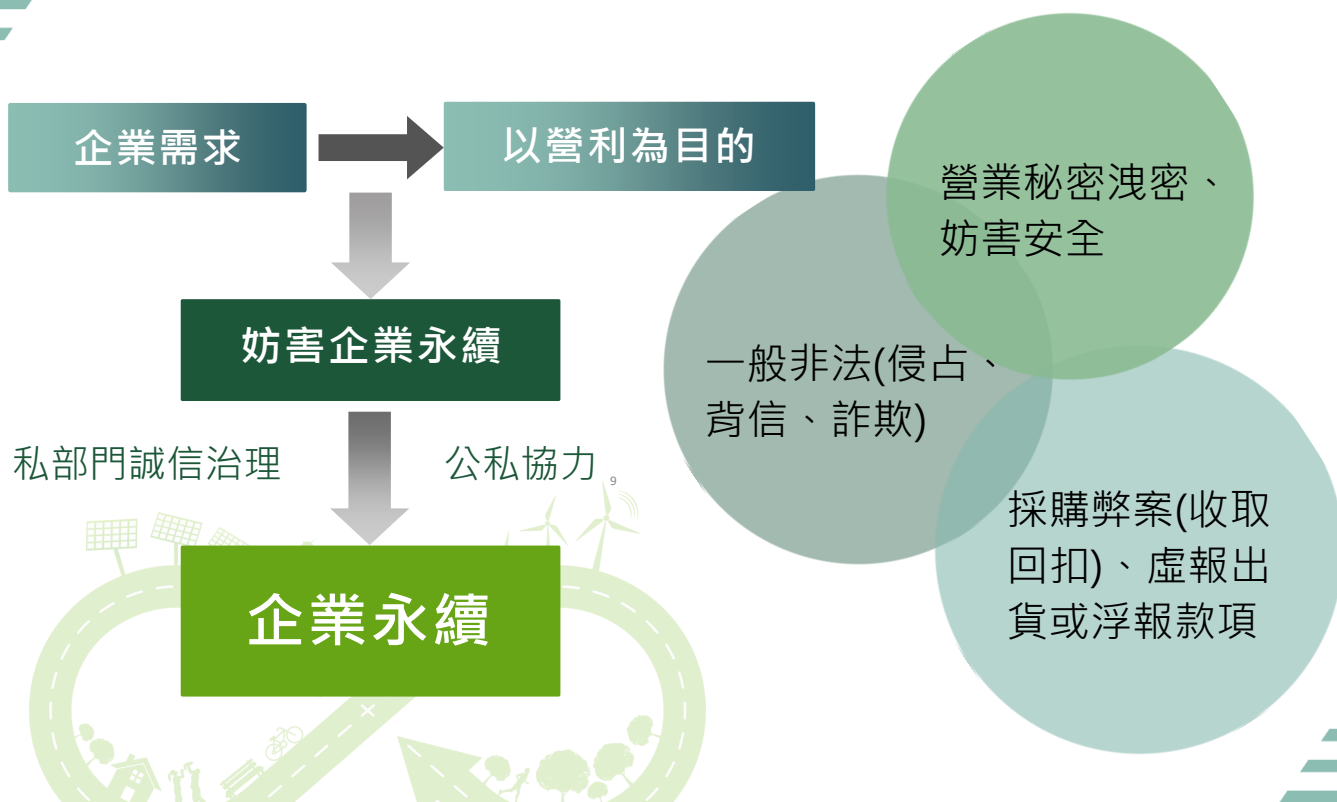 企業需求
以營利為目的
妨害企業永續
私部門誠信治理
公私協力
9
企業永續
營業秘密洩密、
妨害安全
一般非法(侵占、
背信、詐欺)
採購弊案(收取
回扣)、虛報出
貨或浮報款項